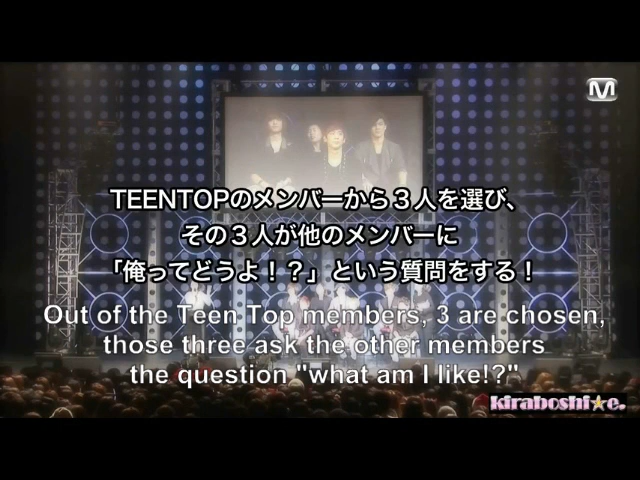 M
TEENTOPのメンバーから３人を選び、
その３人が他のメンバーに
「俺ってどうよ！？」という質問をする！
Out of the Teen Top members, 3 are chosen,
those three ask the other members
the question "what am I like!?"
kiraboshi★e.